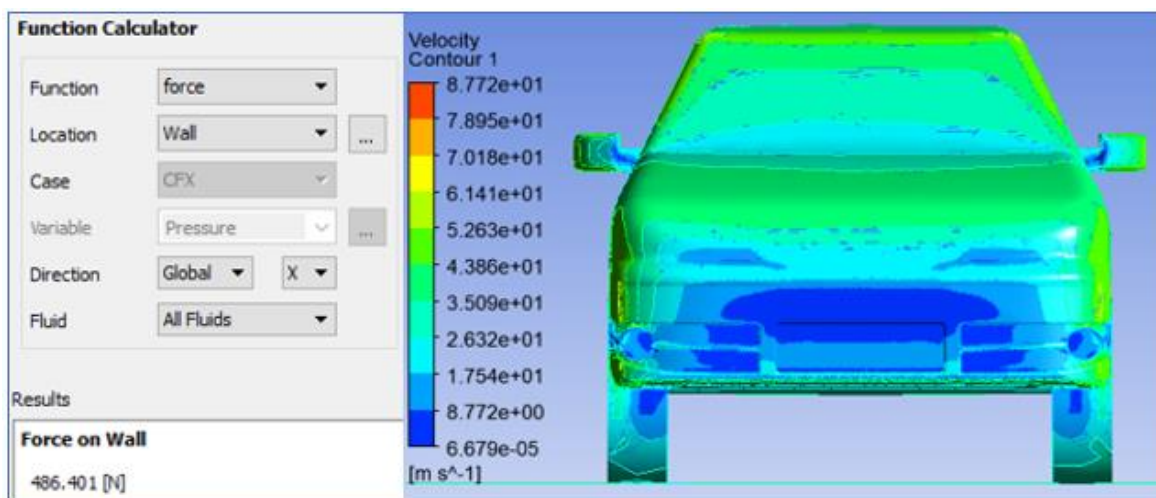 Function Calculator
Function force
Location Wall ...
Case CFX
Variable Pressure ...
Direction Global X
Fluid All Fluids
Results
Force on Wall
486.401 [N]
Velocity
Contour 1
8.772e+01
7.895e+01
7.018e+01
6.141e+01
5.263e+01
4.386e+01
3.509e+01
2.632e+01
1.754e+01
8.772e+00
6.679e-05
[m s^-1]